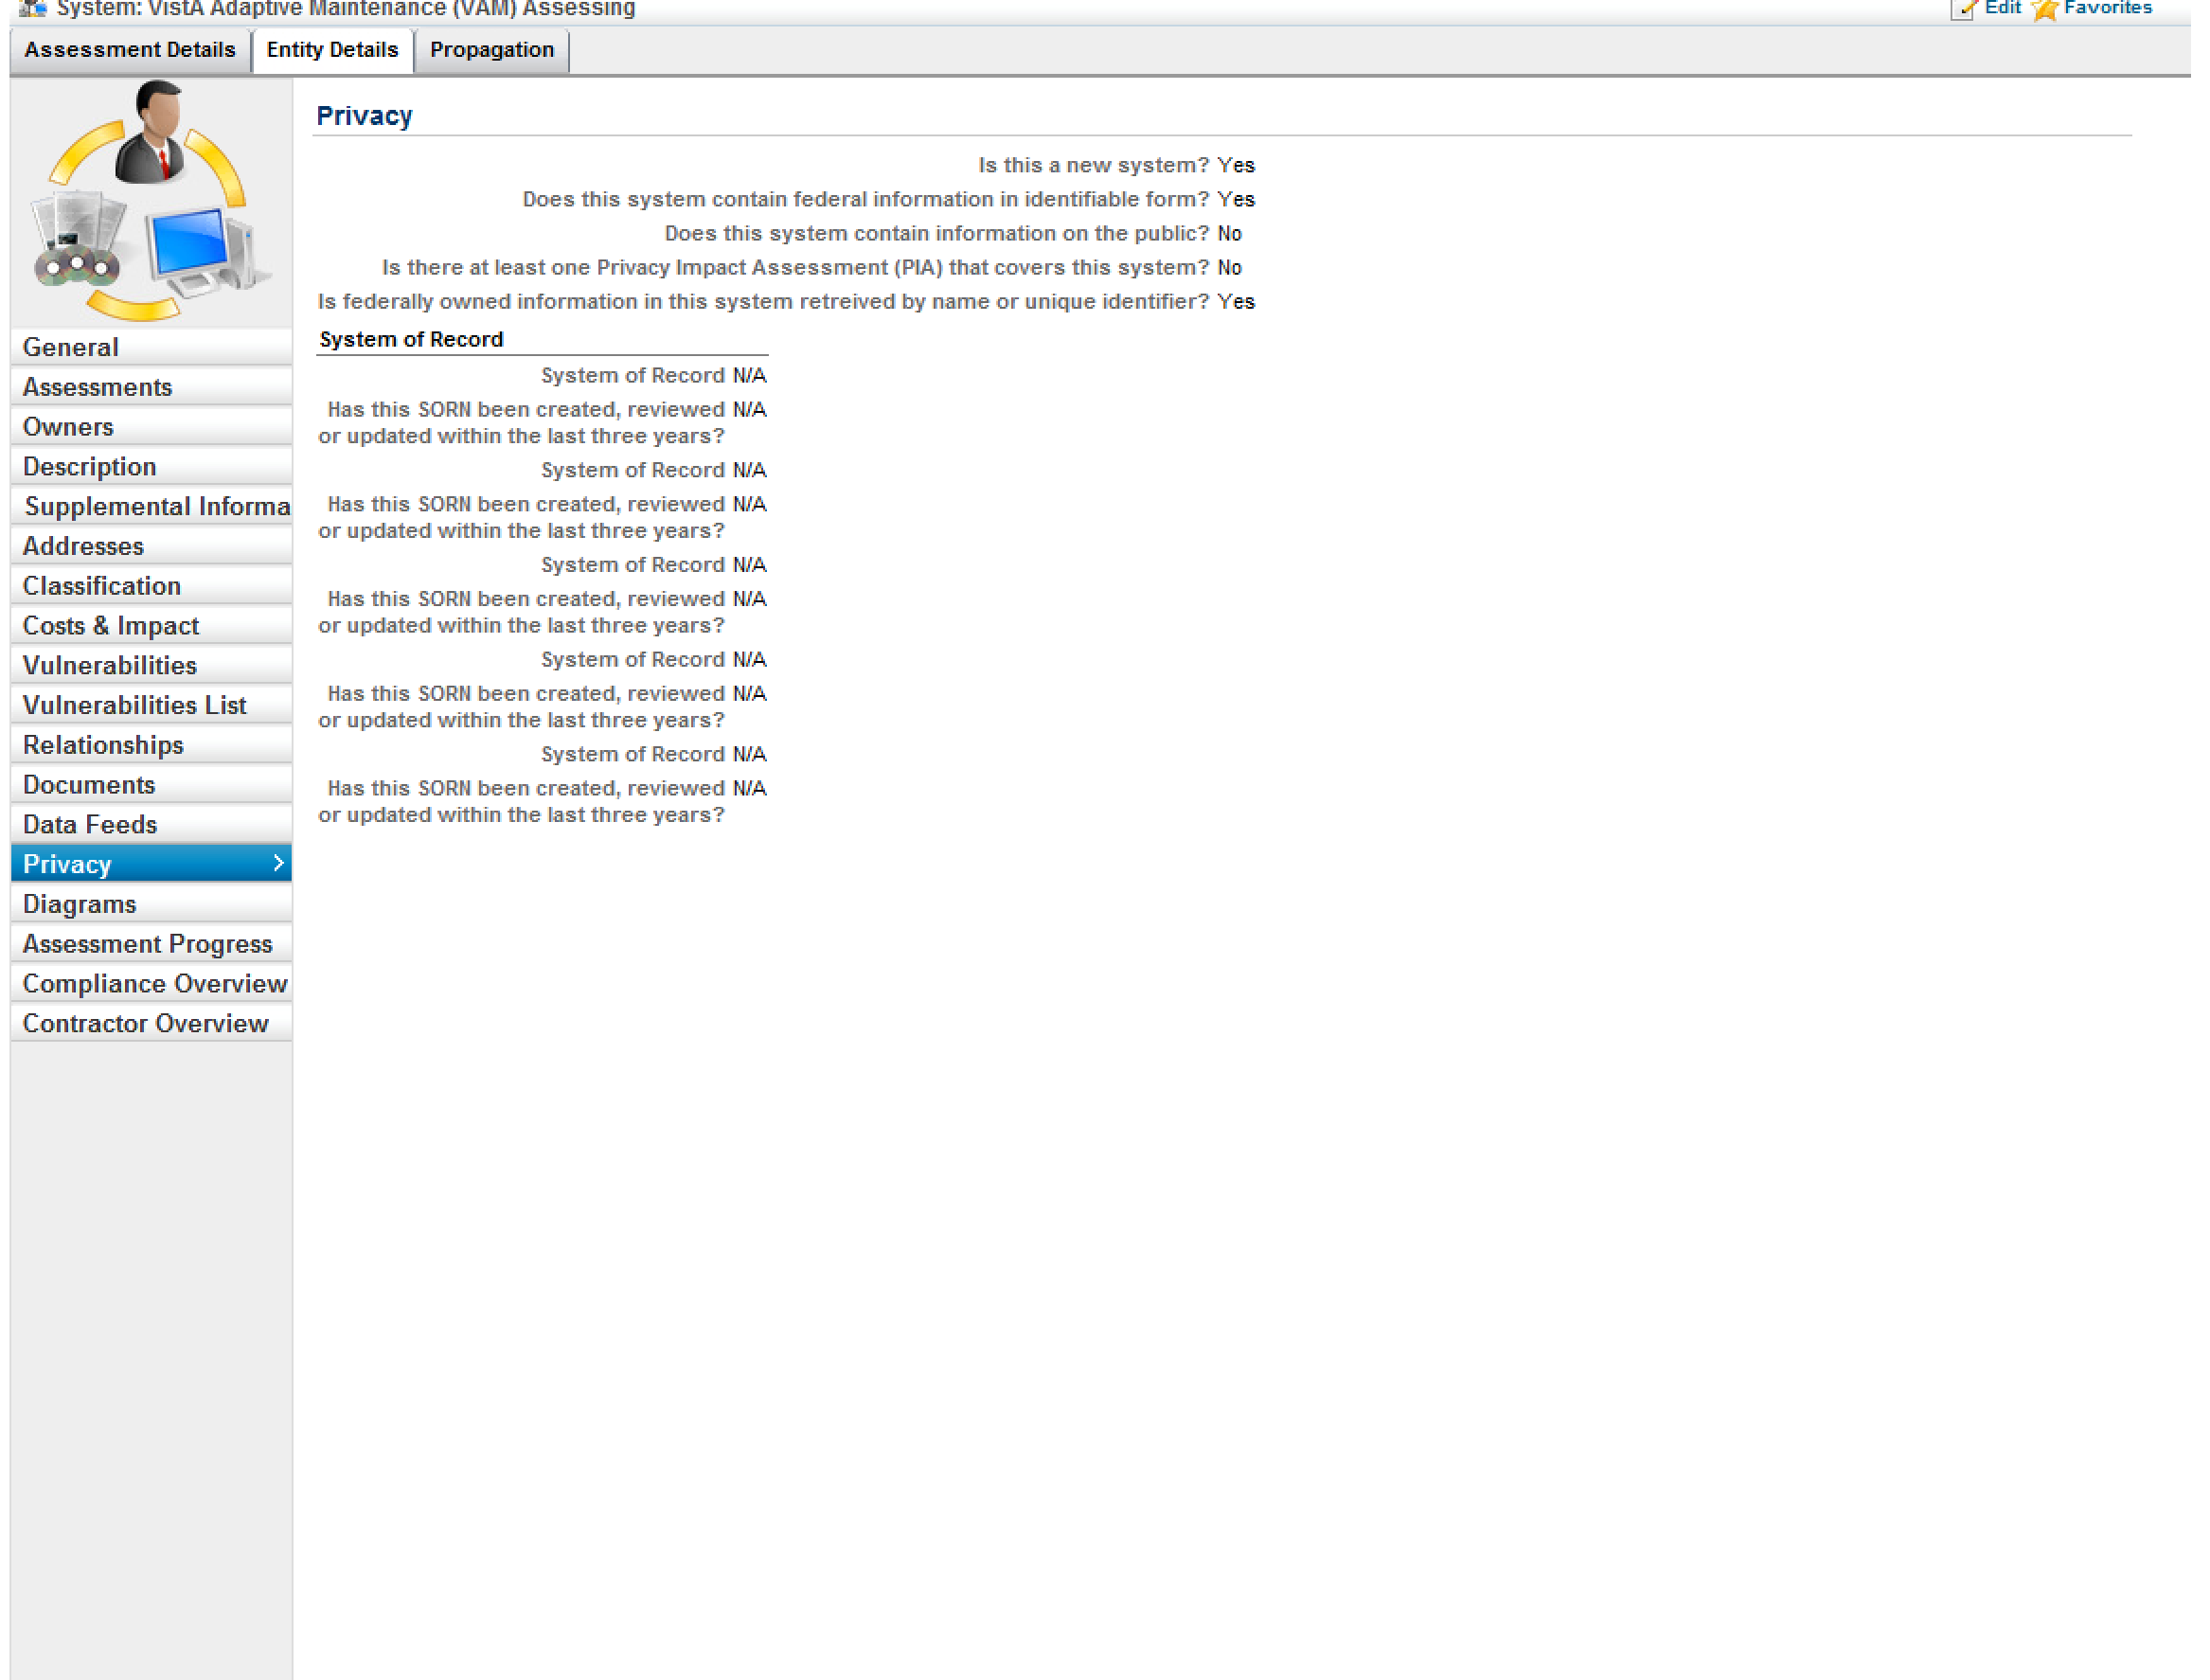 System: VistA Adaptive Maintenance (VAM) Assessing
Edit Favorites
Assessment Details Entity Details Propagation
Privacy
Is this a new system? Yes
Does this system contain federal information in identifiable form? Yes
Does this system contain information on the public? No
Is there at least one Privacy Impact Assessment (PIA) that covers this system? No
Is federally owned information in this system retreived by name or unique identifier? Yes
System of Record
System of Record N/A
Has this SORN been created, reviewed N/A
or updated within the last three years?
System of Record N/A
Has this SORN been created, reviewed N/A
or updated within the last three years?
System of Record N/A
Has this SORN been created, reviewed N/A
or updated within the last three years?
System of Record N/A
Has this SORN been created, reviewed N/A
or updated within the last three years?
System of Record N/A
Has this SORN been created, reviewed N/A
or updated within the last three years?
General
Assessments
Owners
Description
Supplemental Informa
Addresses
Classification
Costs & Impact
Vulnerabilities
Vulnerabilities List
Relationships
Documents
Data Feeds
Privacy
Diagrams
Assessment Progress
Compliance Overview
Contractor Overview